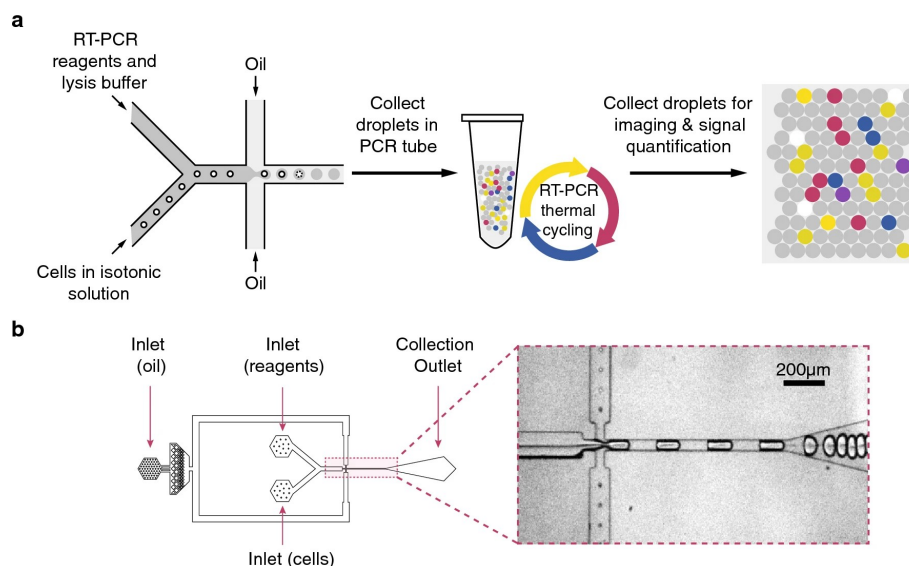 a
RT-PCR
reagents and
lysis buffer
Oil
Cells in isotonic
solution
Oil
Collect
droplets in
PCR tube
RT-PCR
thermal
cycling
Collect droplets for
imaging & signal
quantification
b
Inlet
(oil)
Inlet
(reagents)
Collection
Outlet
Inlet (cells)
200µm